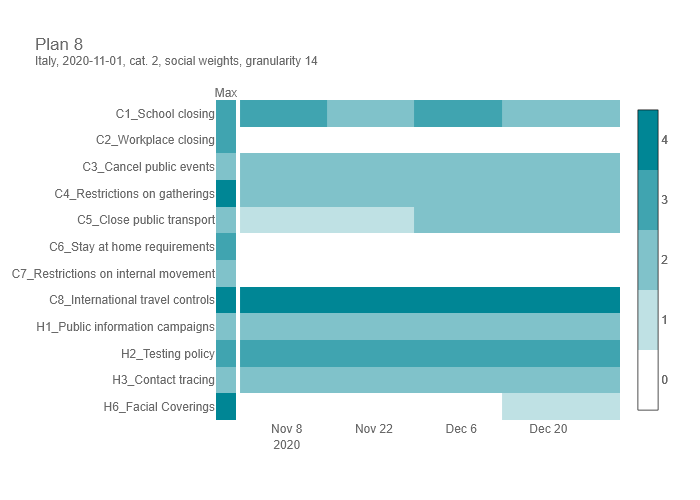 Plan 8
Italy, 2020-11-01, cat. 2, social weights, granularity 14
Max
C1_School closing
C2_Workplace closing
C3_Cancel public events
C4_Restrictions on gatherings
C5_Close public transport
C6_Stay at home requirements
C7_Restrictions on internal movement
C8_International travel controls
H1_Public information campaigns
H2_Testing policy
H3_Contact tracing
H6_Facial Coverings
4
3
2
1
0
Nov 8 Nov 22 Dec 6 Dec 20
2020